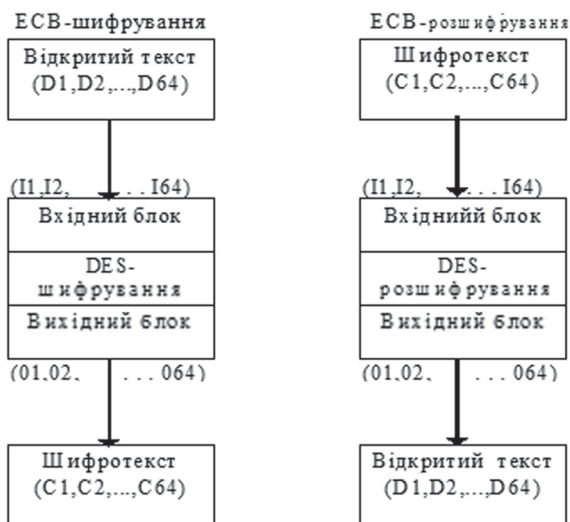 ECB-шифрування
Відкритий текст
(D1,D2,...,D64)
(I1,I2, . . . I64)
Вхідний блок
DES-
шифрування
Вихідний блок
(01,02, . . . 064)
Шифротекст
(C1,C2,...,C64)
ECB-розшифрування
Шифротекст
(C1,C2,...,C64)
(I1,I2, . . . I64)
Вхіднийй блок
DES-
розшифрування
Вихідний блок
(01,02, . . . 064)
Відкритий текст
(D1,D2,...,D64)